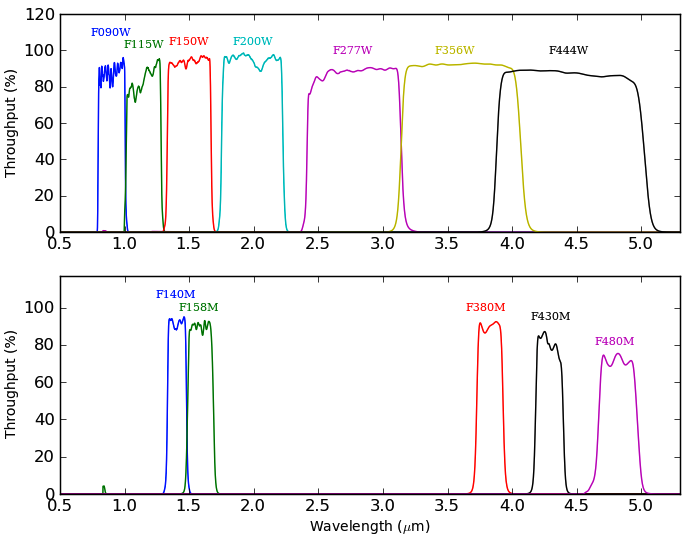 120
100
80
60
40
20
0
Throughput (%)
F090W
F115W
F150W
F200W
F277W
F356W
F444W
0.5 1.0 1.5 2.0 2.5 3.0 3.5 4.0 4.5 5.0
100
80
60
40
20
0
Throughput (%)
F140M
F158M
F380M
F430M
F480M
0.5 1.0 1.5 2.0 2.5 3.0 3.5 4.0 4.5 5.0
Wavelength (μm)